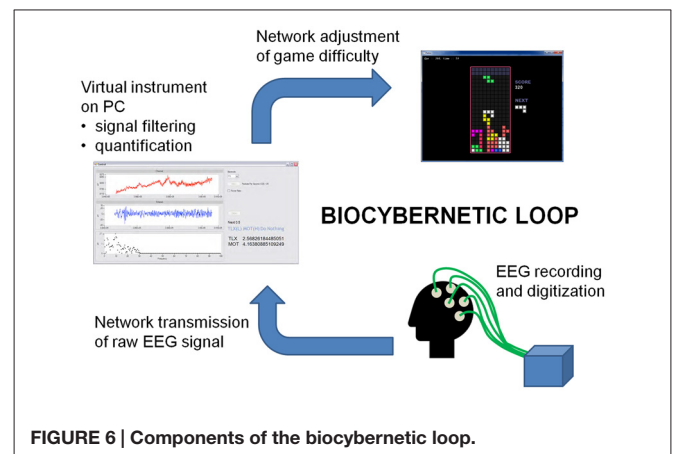 Network adjustment
of game difficulty
Virtual instrument
on PC
• signal filtering
• quantification
SCORE
320
NEXT
TLX 2.56826184485051
MOT 4.16380885109249
BIOCYBERNETIC LOOP
EEG recording
and digitization
Network transmission
of raw EEG signal
FIGURE 6 | Components of the biocybernetic loop.